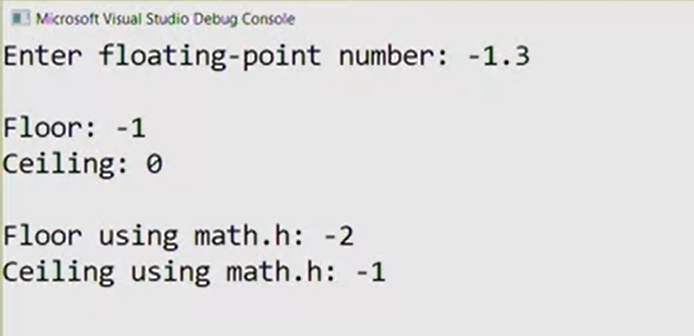 Microsoft Visual Studio Debug Console
Enter floating-point number: -1.3
Floor: -1
Ceiling: 0
Floor using math.h: -2
Ceiling using math.h: -1